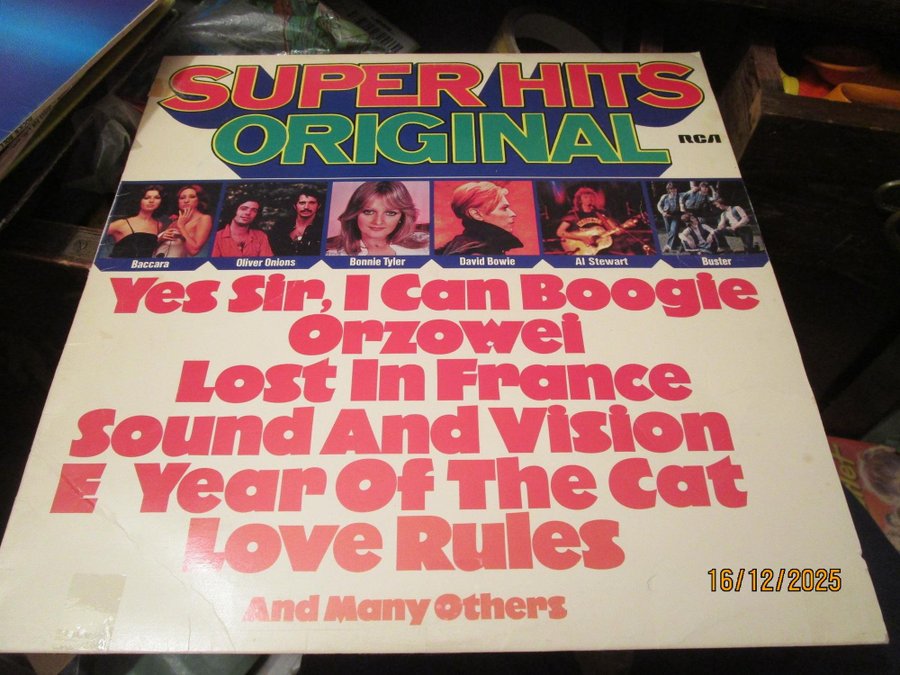 SUPER HITS
ORIGINAL
RCA
Baccara
Oliver Onions
Bonnie Tyler
David Bowie
Al Stewart
Buster
Yes Sir, I Can Boogie
Orzowei
Lost In France
Sound And Vision
E Year Of The Cat
Love Rules
And Many Others
16/12/2025